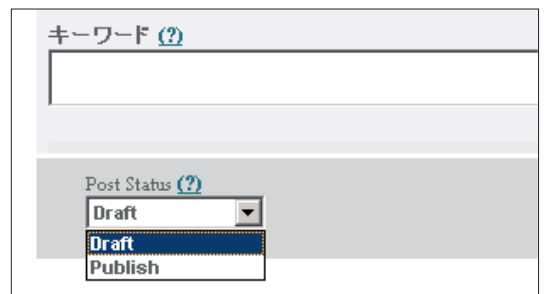 キーワード (?)
Post Status (?)
Draft
Draft
Publish